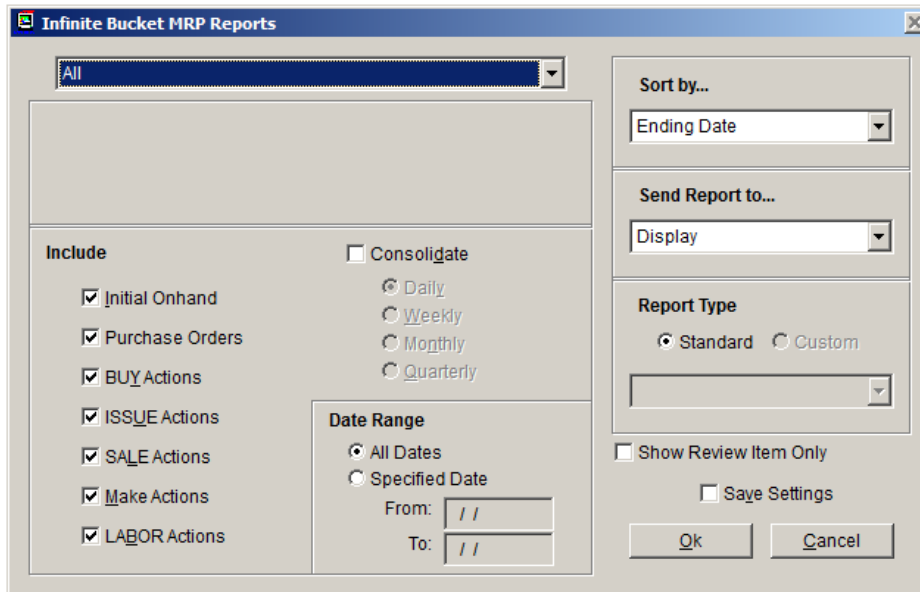 Infinite Bucket MRP Reports
All
Sort by...
Ending Date
Send Report to...
Display
Include
Initial Onhand
Purchase Orders
BUY Actions
ISSUE Actions
SALE Actions
Make Actions
LABOR Actions
Consolidate
Daily
Weekly
Monthly
Quarterly
Date Range
All Dates
Specified Date
From: / /
To: / /
Report Type
Standard Custom
Show Review Item Only
Save Settings
Ok Cancel